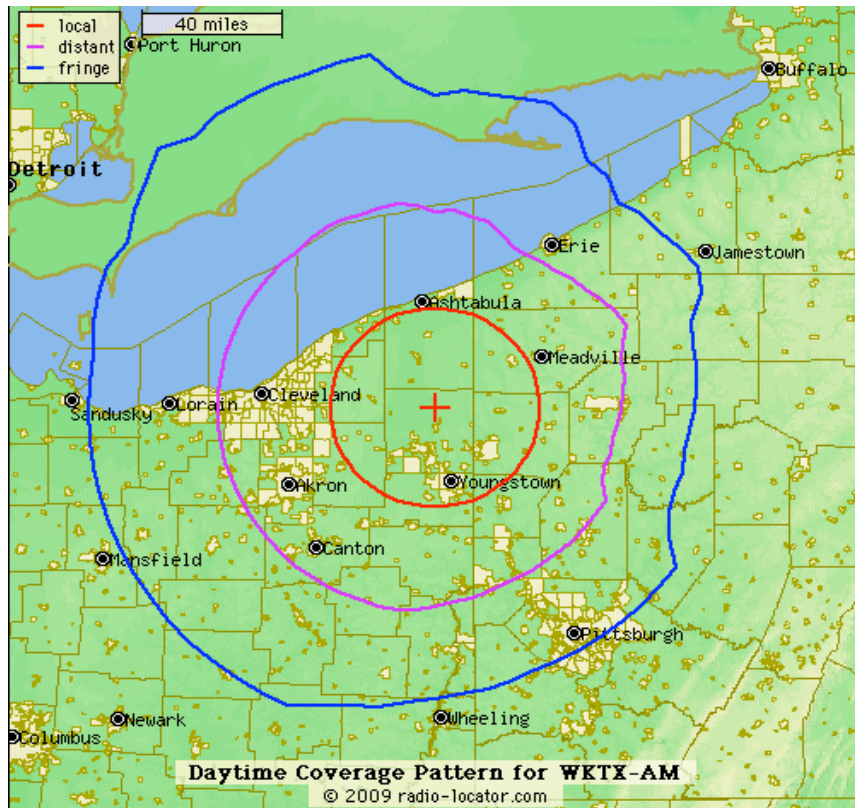 local
distant
fringe
40 miles
Port Huron
Buffalo
Detroit
Erie
Jamestown
Ashtabula
Meadville
Sandusky
Lorain
Cleveland
Akron
Youngstown
Canton
Mansfield
Pittsburgh
Newark
Wheeling
Columbus
Daytime Coverage Pattern for WKTX-AM
© 2009 radio-locator.com